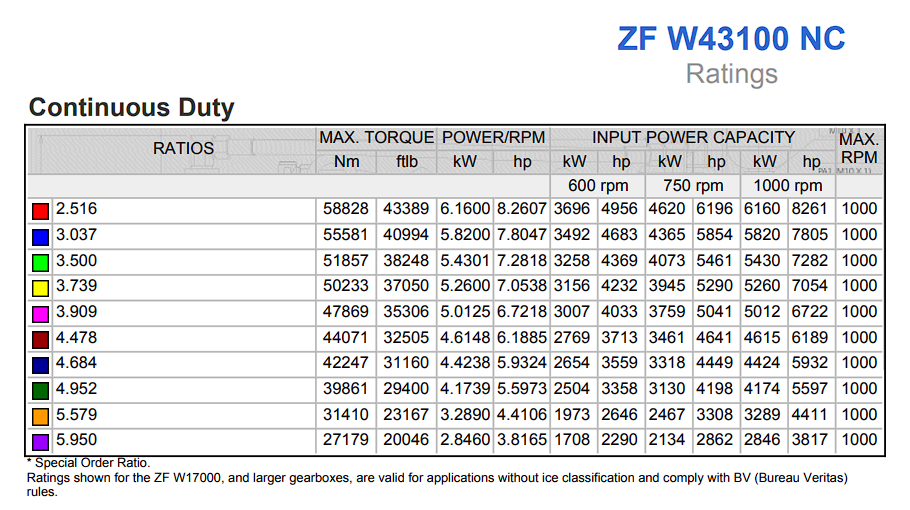 ZF W43100 NC
Ratings
Continuous Duty
RATIOS MAX. TORQUE POWER/RPM INPUT POWER CAPACITY MAX. RPM
Nm ftlb kW hp kW hp kW hp kW hp
600 rpm 750 rpm 1000 rpm
2.516 58828 43389 6.1600 8.2607 3696 4956 4620 6196 6160 8261 1000
3.037 55581 40994 5.8200 7.8047 3492 4683 4365 5854 5820 7805 1000
3.500 51857 38248 5.4301 7.2818 3258 4369 4073 5461 5430 7282 1000
3.739 50233 37050 5.2600 7.0538 3156 4232 3945 5290 5260 7054 1000
3.909 47869 35306 5.0125 6.7218 3007 4033 3759 5041 5012 6722 1000
4.478 44071 32505 4.6148 6.1885 2769 3713 3461 4641 4615 6189 1000
4.684 42247 31160 4.4238 5.9324 2654 3559 3318 4449 4424 5932 1000
4.952 39861 29400 4.1739 5.5973 2504 3358 3130 4198 4174 5597 1000
5.579 31410 23167 3.2890 4.4106 1973 2646 2467 3308 3289 4411 1000
5.950 27179 20046 2.8460 3.8165 1708 2290 2134 2862 2846 3817 1000
* Special Order Ratio.
Ratings shown for the ZF W17000, and larger gearboxes, are valid for applications without ice classification and comply with BV (Bureau Veritas)
rules.